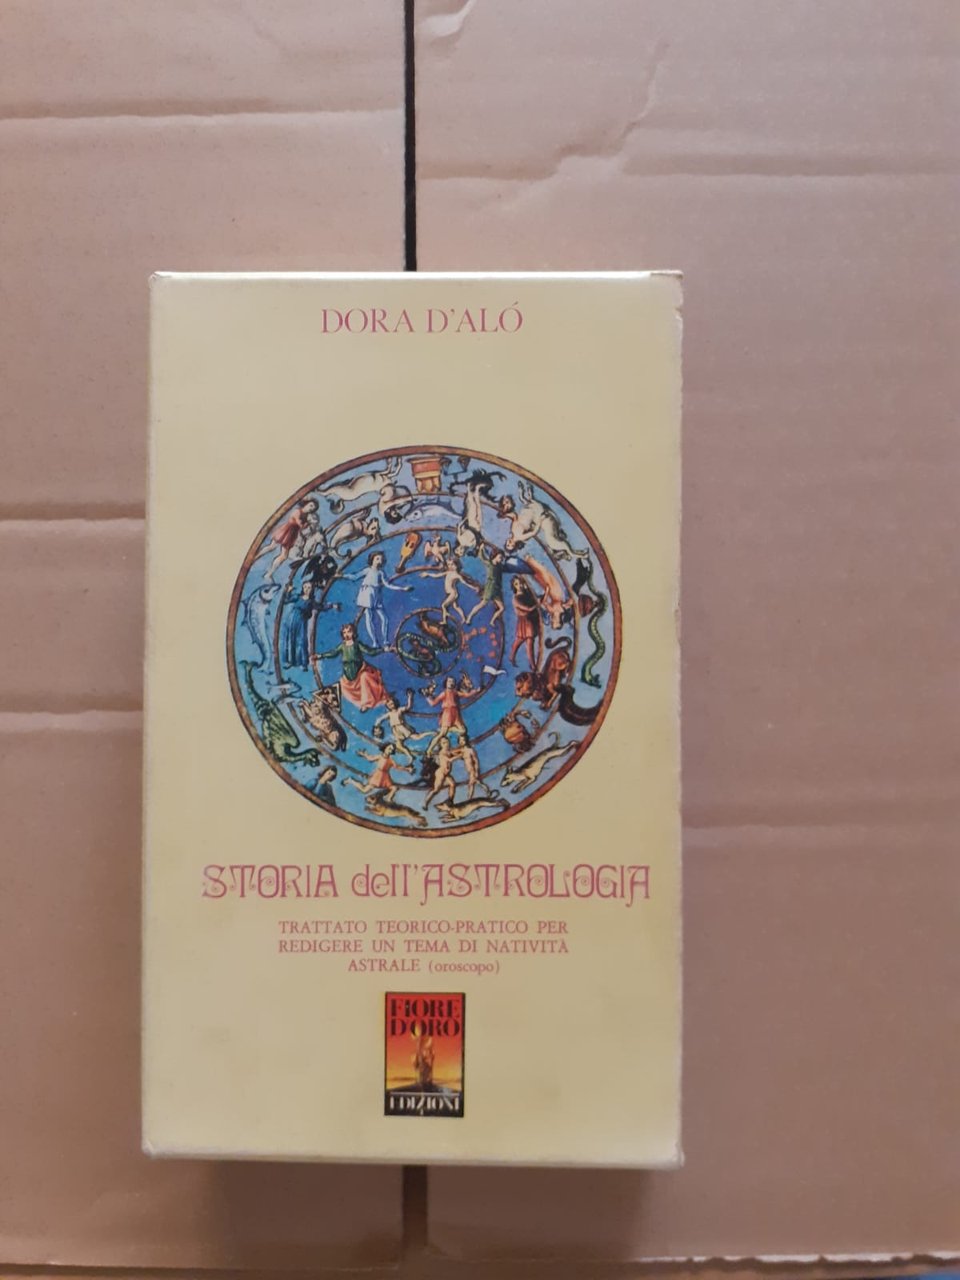 DORA D'ALÓ
STORIA dell'ASTROLOGIA
TRATTATO TEORICO-PRATICO PER
REDIGERE UN TEMA DI NATIVITÀ
ASTRALE (oroscopo)
FIORE
D'ORO
EDIZIONI